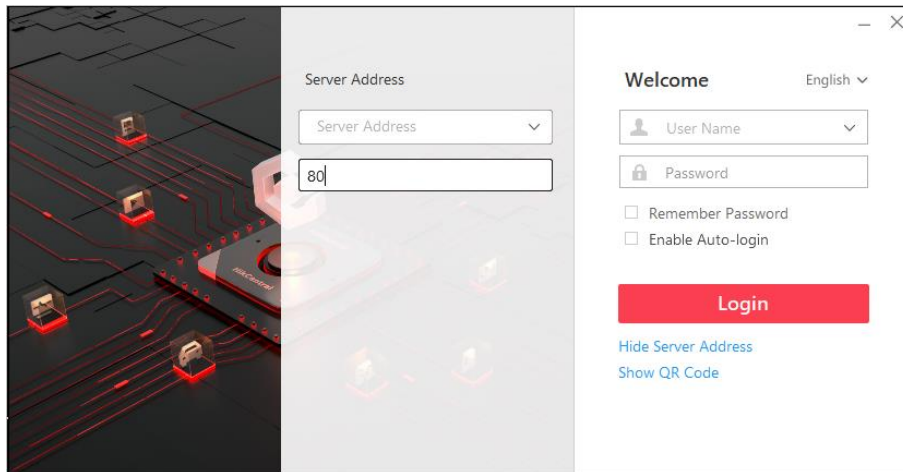 Server Address
Server Address
80
HikCentral
Welcome
English
User Name
Password
Remember Password
Enable Auto-login
Login
Hide Server Address
Show QR Code